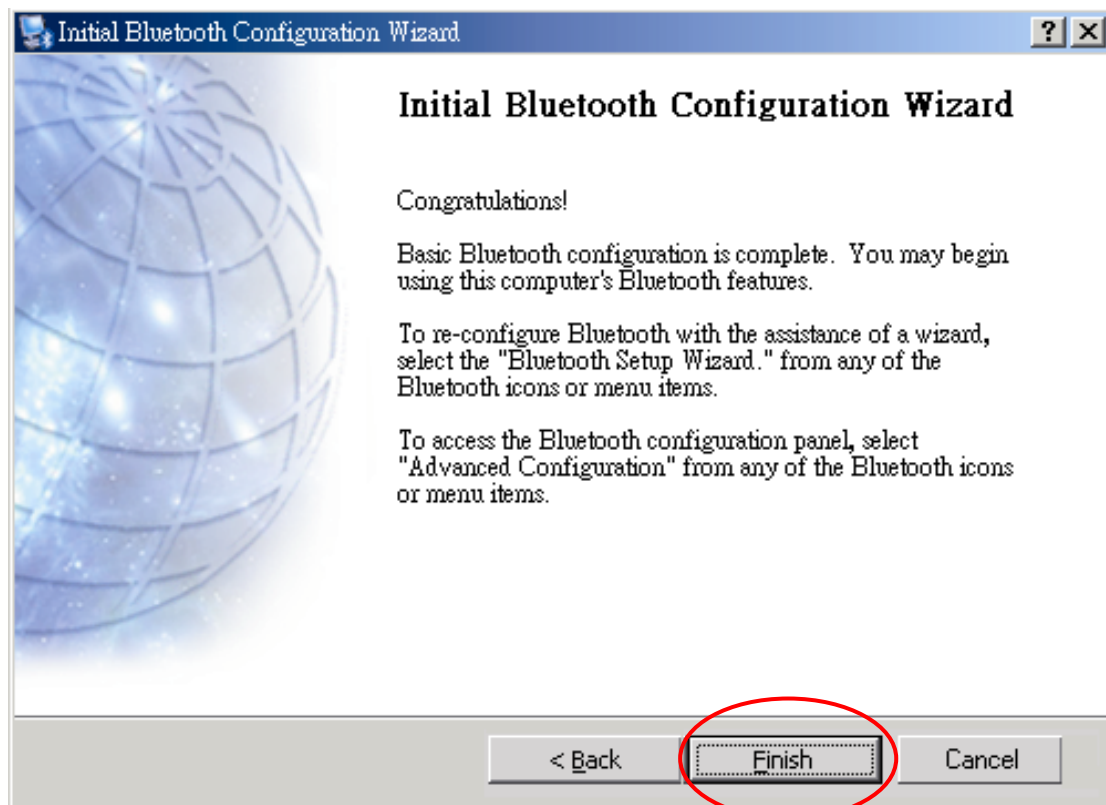 Initial Bluetooth Configuration Wizard
Initial Bluetooth Configuration Wizard
Congratulations!
Basic Bluetooth configuration is complete.  You may begin
using this computer's Bluetooth features.
To re-configure Bluetooth with the assistance of a wizard,
select the "Bluetooth Setup Wizard." from any of the
Bluetooth icons or menu items.
To access the Bluetooth configuration panel, select
"Advanced Configuration" from any of the Bluetooth icons
or menu items.
< Back Finish Cancel